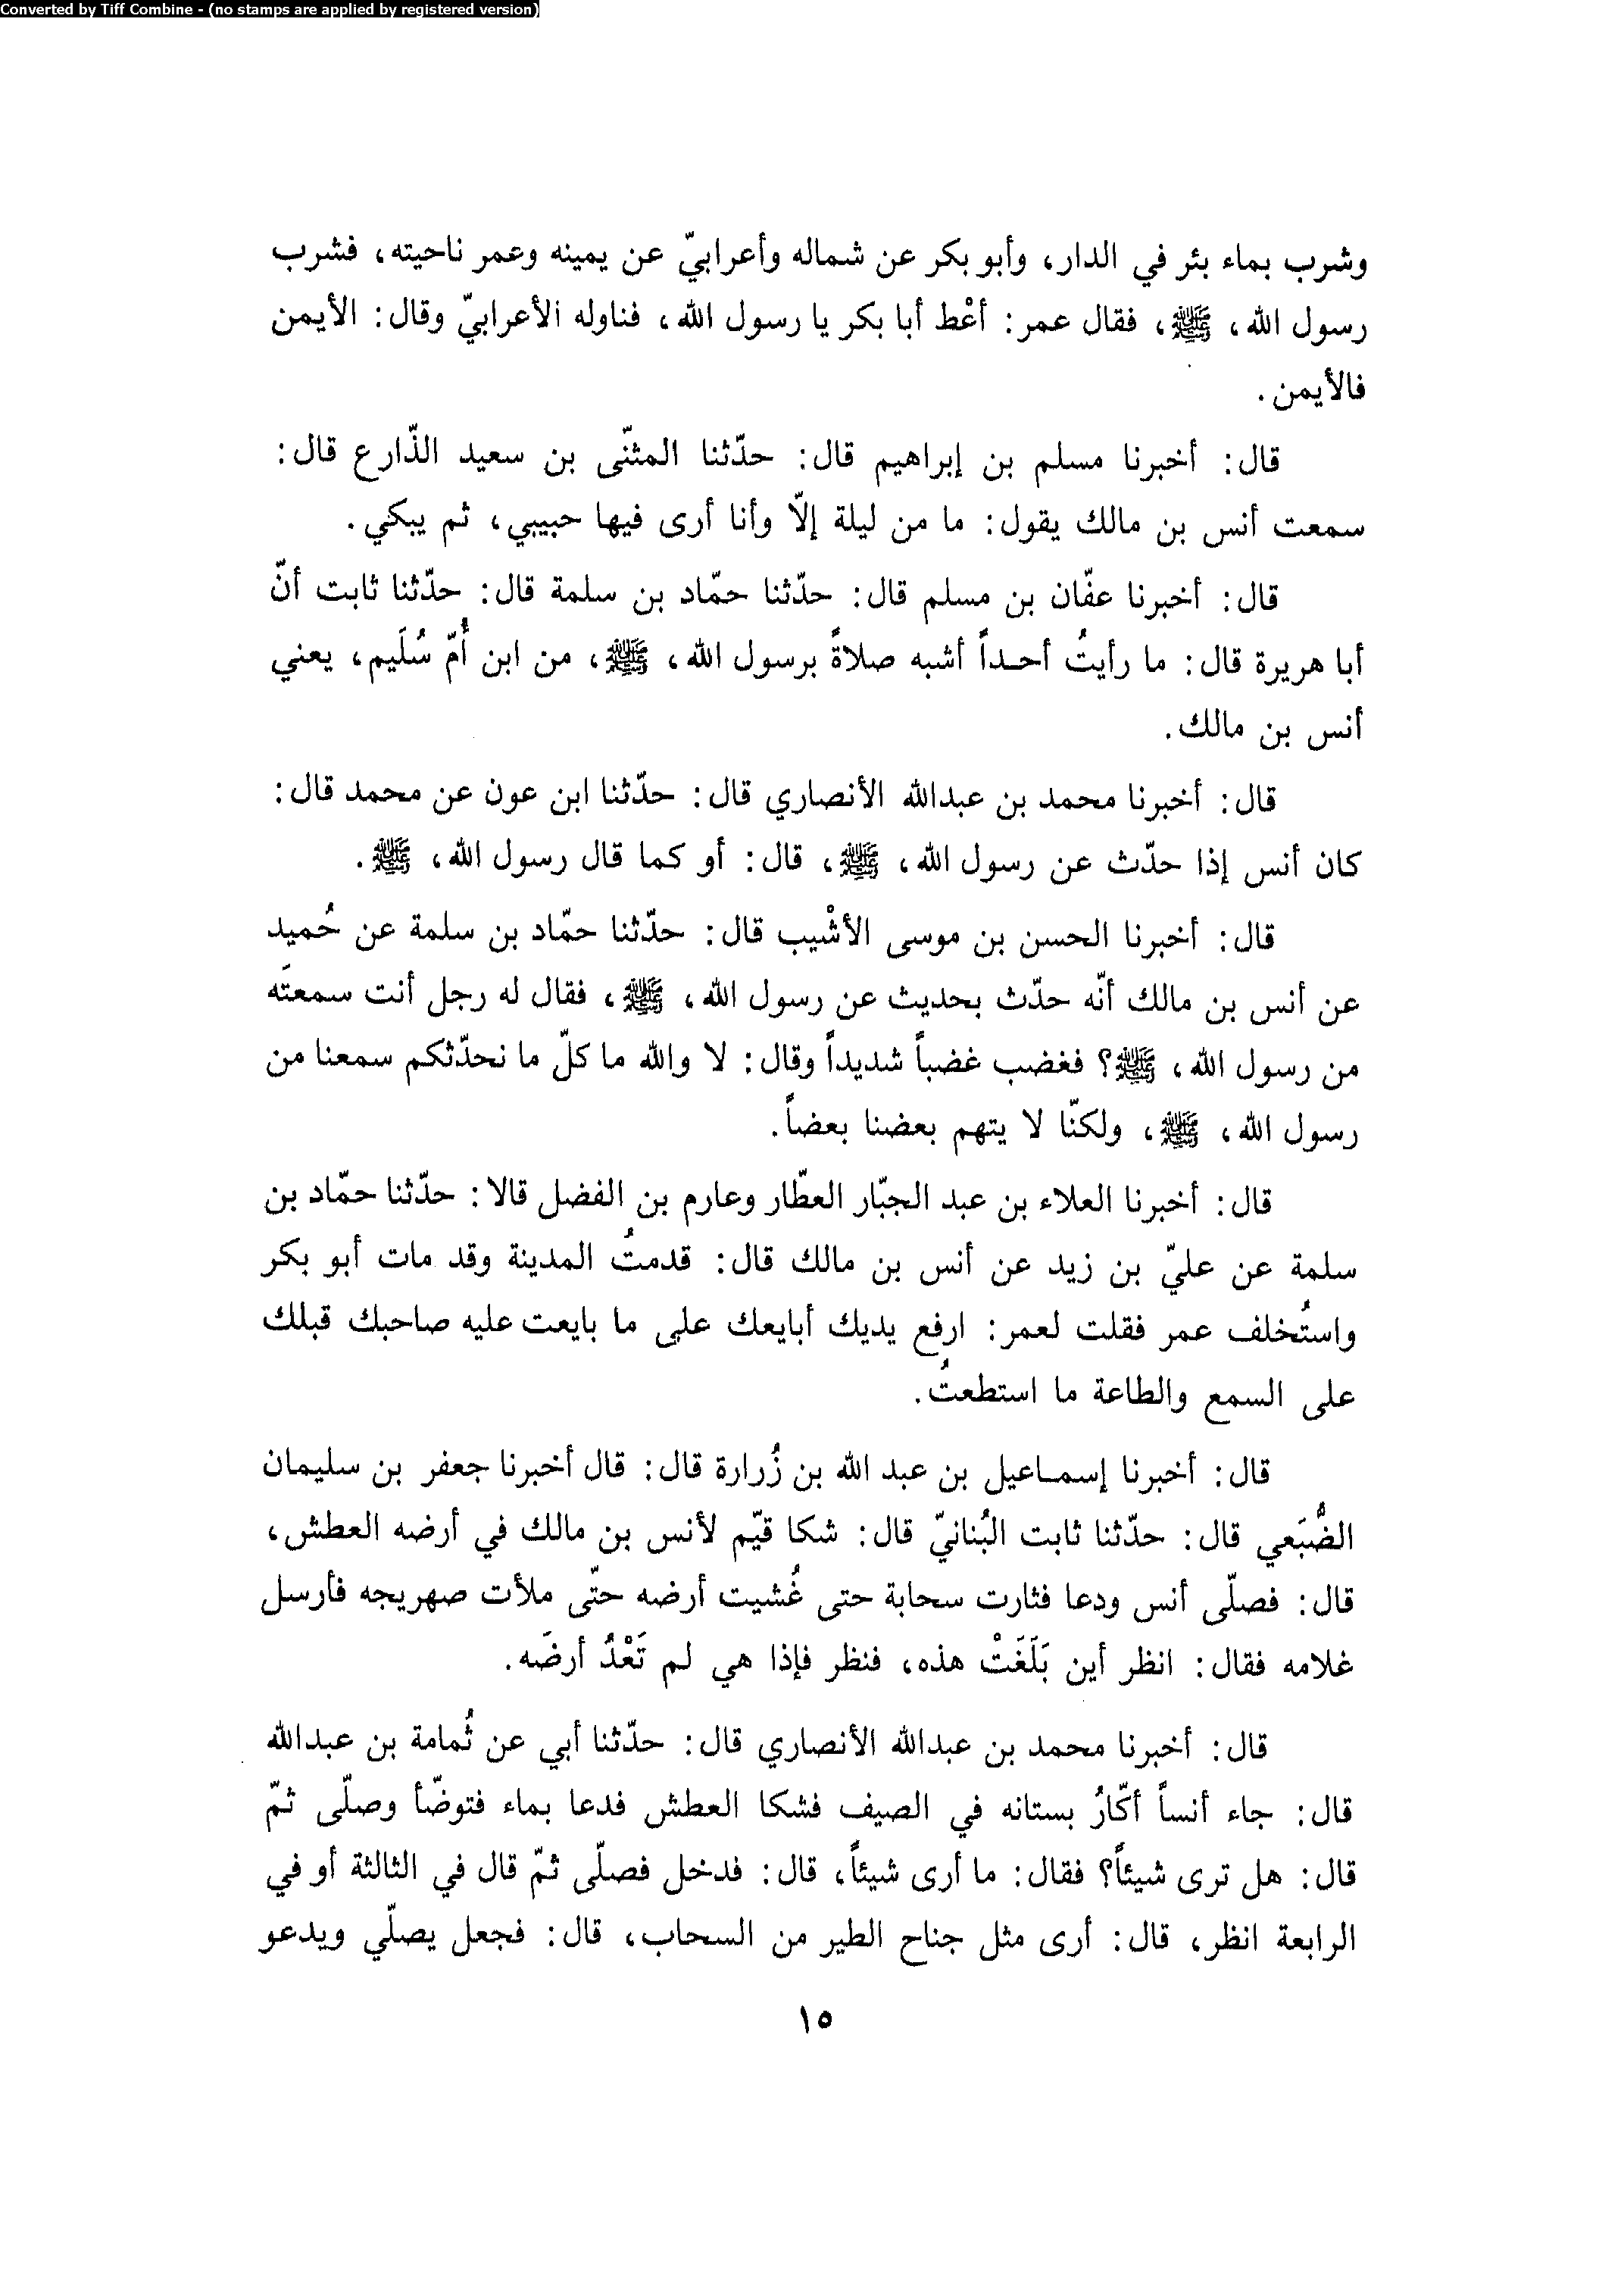 Converted by Tiff Combine - (no stamps are applied by registered version)
وشرب بماء بئر في الدار، وأبو بكر عن شماله وأعرابيّ عن يمينه وعمر ناحيته، فشرب
رسول الله، ﷺ، فقال عمر: أعْط أبا بكر يا رسول الله، فناوله الأعرابيّ وقال: الأيمن
فالأيمن.
قال: أخبرنا مسلم بن إبراهيم قال: حدّثنا المثنّى بن سعيد الذّارع قال:
سمعت أنس بن مالك يقول: ما من ليلة إلاّ وأنا أرى فيها حبيبي، ثم يبكي.
قال: أخبرنا عفّان بن مسلم قال: حدّثنا حمّاد بن سلمة قال: حدّثنا ثابت أنّ
أبا هريرة قال: ما رأيتُ أحـداً أشبه صلاةً برسول الله، ﷺ، من ابن أُمّ سُلَيم، يعني
أنس بن مالك.
قال: أخبرنا محمد بن عبدالله الأنصاري قال: حدّثنا ابن عون عن محمد قال:
كان أنس إذا حدّث عن رسول الله، ﷺ، قال: أو كما قال رسول الله، ﷺ.
قال: أخبرنا الحسن بن موسى الأشْيب قال: حدّثنا حمّاد بن سلمة عن حُميد
عن أنس بن مالك أنّه حدّث بحديث عن رسول الله، ﷺ، فقال له رجل أنت سمعتَه
من رسول الله، ﷺ؟ فغضب غضباً شديداً وقال: لا والله ما كلّ ما نحدّثكم سمعنا من
رسول الله، ﷺ، ولكنّا لا يتهم بعضنا بعضاً.
قال: أخبرنا العلاء بن عبد الجبّار العطّار وعارم بن الفضل قالا: حدّثنا حمّاد بن
سلمة عن عليّ بن زيد عن أنس بن مالك قال: قدمتُ المدينة وقد مات أبو بكر
واستُخلف عمر فقلت لعمر: ارفع يديك أبايعك على ما بايعت عليه صاحبك قبلك
على السمع والطاعة ما استطعتُ.
قال: أخبرنا إسمـاعيل بن عبد الله بن زُرارة قال: قال أخبرنا جعفر بن سليمان
الضُّبَعي قال: حدّثنا ثابت البُنانيّ قال: شكا قيّم لأنس بن مالك في أرضه العطش،
قال: فصلّى أنس ودعا فثارت سحابة حتى غُشيت أرضه حتّى ملأت صهريجه فأرسل
غلامه فقال: انظر أين بَلَغَتْ هذه، فنظر فإذا هي لم تَعْدُ أرضَه.
قال: أخبرنا محمد بن عبدالله الأنصاري قال: حدّثنا أبي عن ثُمامة بن عبدالله
قال: جاء أنساً أكّارُ بستانه في الصيف فشكا العطش فدعا بماء فتوضّأ وصلّى ثمّ
قال: هل ترى شيئاً؟ فقال: ما أرى شيئاً، قال: فدخل فصلّى ثمّ قال في الثالثة أو في
الرابعة انظر، قال: أرى مثل جناح الطير من السحاب، قال: فجعل يصلّي ويدعو
١٥